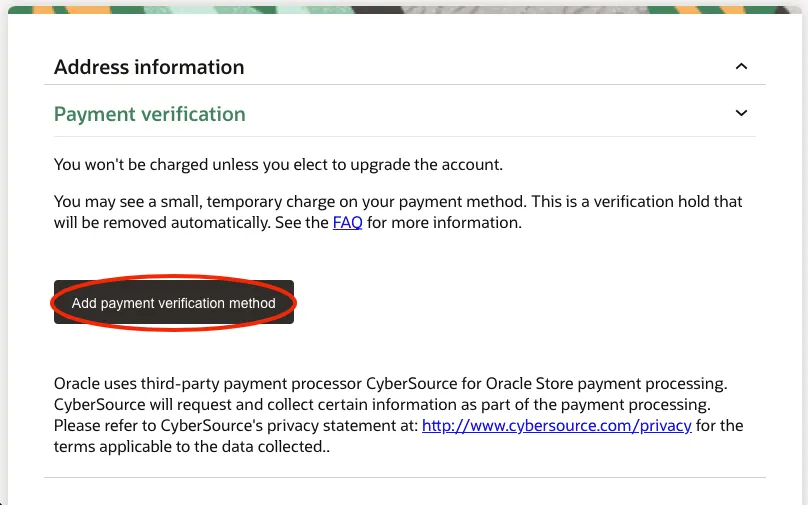 Address information
Payment verification
You won't be charged unless you elect to upgrade the account.
You may see a small, temporary charge on your payment method. This is a verification hold that
will be removed automatically. See the FAQ for more information.
Add payment verification method
Oracle uses third-party payment processor CyberSource for Oracle Store payment processing.
CyberSource will request and collect certain information as part of the payment processing.
Please refer to CyberSource's privacy statement at: http://www.cybersource.com/privacy for the
terms applicable to the data collected..